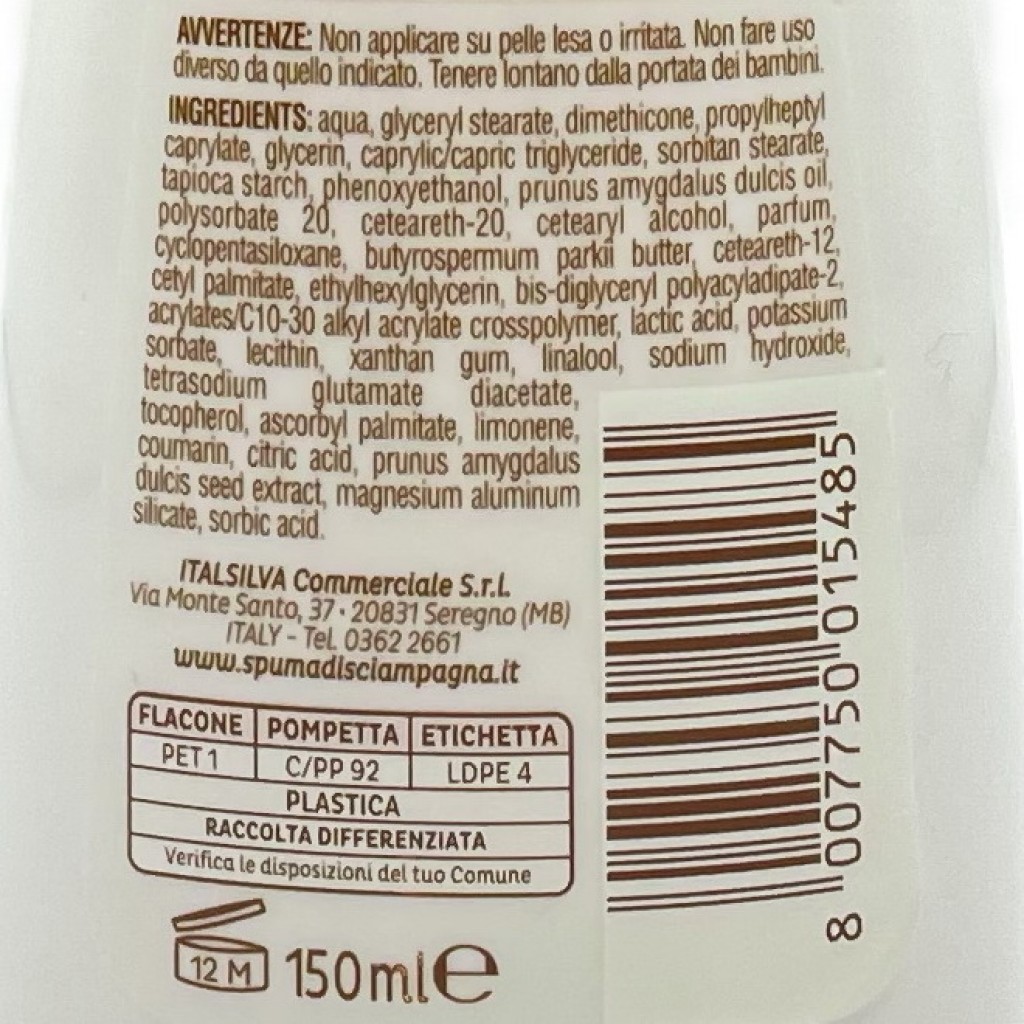 AVVERTENZE: Non applicare su pelle lesa o irritata. Non fare uso
diverso da quello indicato. Tenere lontano dalla portata dei bambini.
INGREDIENTS: aqua, glyceryl stearate, dimethicone, propylheptyl
caprylate, glycerin, caprylic/capric triglyceride, sorbitan stearate,
tapioca starch, phenoxyethanol, prunus amygdalus dulcis oil,
polysorbate 20, ceteareth-20, cetearyl alcohol, parfum,
cyclopentasiloxane, butyrospermum parkii butter, ceteareth-12,
cetyl palmitate, ethylhexylglycerin, bis-diglyceryl polyacyladipate-2,
acrylates/C10-30 alkyl acrylate crosspolymer, lactic acid, potassium
sorbate, lecithin, xanthan gum, linalool, sodium hydroxide,
tetrasodium glutamate diacetate,
tocopherol, ascorbyl palmitate, limonene,
coumarin, citric acid, prunus amygdalus
dulcis seed extract, magnesium aluminum
silicate, sorbic acid.
ITALSILVA Commerciale S.r.l.
Via Monte Santo, 37 • 20831 Seregno (MB)
ITALY - Tel. 0362 2661
www.spumadisciampagna.it
FLACONE POMPETTA ETICHETTA
PET 1 C/PP 92 LDPE 4
PLASTICA
RACCOLTA DIFFERENZIATA
Verifica le disposizioni del tuo Comune
12 M 150 ml e
8 007750 015485